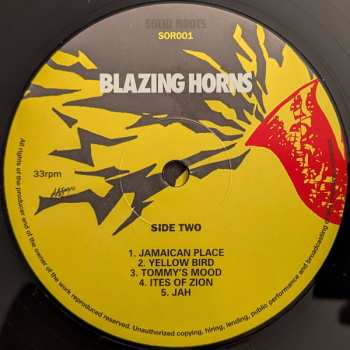 SOLID ROOTS
SOR001
BLAZING HORNS
33rpm
SIDE TWO
1. JAMAICAN PLACE
2. YELLOW BIRD
3. TOMMY'S MOOD
4. ITES OF ZION
5. JAH
All rights of the producer and of the owner of the work reproduced reserved. Unauthorized copying, hiring, lending, public performance and broadcasting